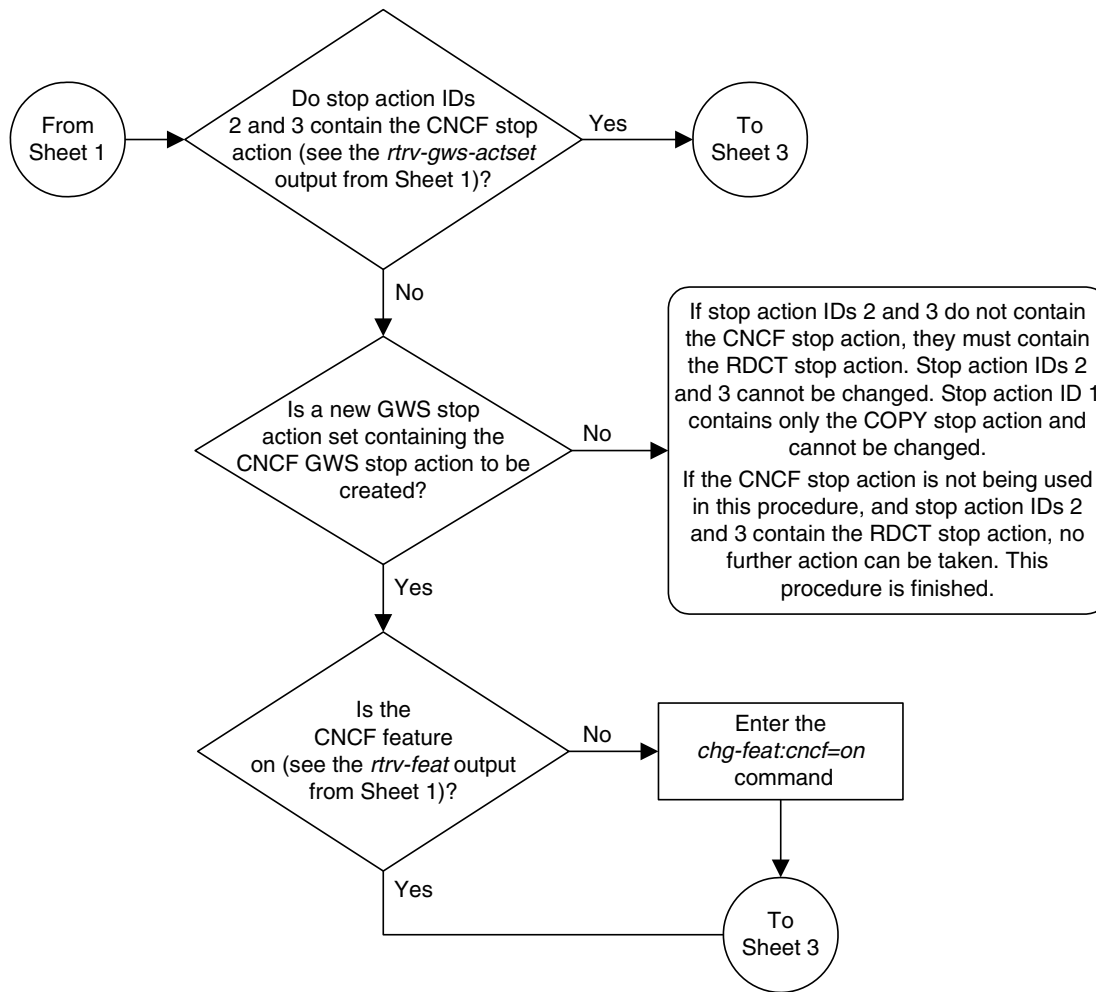 From
Sheet 1
Do stop action IDs
2 and 3 contain the CNCF stop
action (see the rtrv-gws-actset
output from Sheet 1)?
Yes
To
Sheet 3
No
If stop action IDs 2 and 3 do not contain
the CNCF stop action, they must contain
the RDCT stop action. Stop action IDs 2
and 3 cannot be changed. Stop action ID 1
contains only the COPY stop action and
cannot be changed.
If the CNCF stop action is not being used
in this procedure, and stop action IDs 2
and 3 contain the RDCT stop action, no
further action can be taken. This
procedure is finished.
Is a new GWS stop
action set containing the
CNCF GWS stop action to be
created?
No
Yes
Is the
CNCF feature
on (see the rtrv-feat output
from Sheet 1)?
No
Enter the
chg-feat:cncf=on
command
Yes
To
Sheet 3